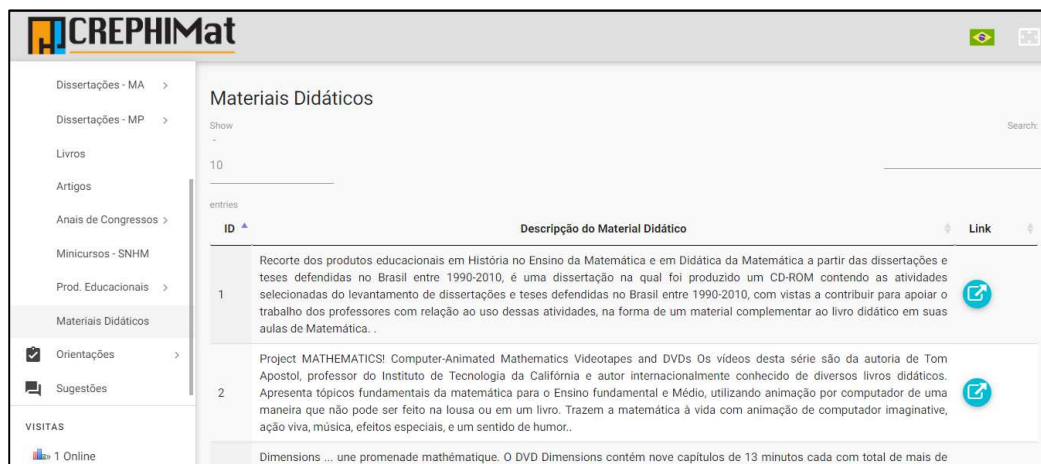 CREPHIMat
Dissertações - MA >
Dissertações - MP >
Livros
Artigos
Anais de Congressos >
Minicursos - SNHM
Prod. Educacionais >
Materiais Didáticos
Orientações >
Sugestões
VISITAS
1 Online
Materiais Didáticos
Show
10
entries
Search:
ID Descripção do Material Didático Link
1
Recorte dos produtos educacionais em História no Ensino da Matemática e em Didática da Matemática a partir das dissertações e
teses defendidas no Brasil entre 1990-2010, é uma dissertação na qual foi produzido um CD-ROM contendo as atividades
selecionadas do levantamento de dissertações e teses defendidas no Brasil entre 1990-2010, com vistas a contribuir para apoiar o
trabalho dos professores com relação ao uso dessas atividades, na forma de um material complementar ao livro didático em suas
aulas de Matemática. .
2
Project MATHEMATICS! Computer-Animated Mathematics Videotapes and DVDs Os vídeos desta série são da autoria de Tom
Apostol, professor do Instituto de Tecnologia da Califórnia e autor internacionalmente conhecido de diversos livros didáticos.
Apresenta tópicos fundamentais da matemática para o Ensino fundamental e Médio, utilizando animação por computador de uma
maneira que não pode ser feito na lousa ou em um livro. Trazem a matemática à vida com animação de computador imaginative,
ação viva, música, efeitos especiais, e um sentido de humor..
Dimensions ... une promenade mathématique. O DVD Dimensions contém nove capítulos de 13 minutos cada com total de mais de